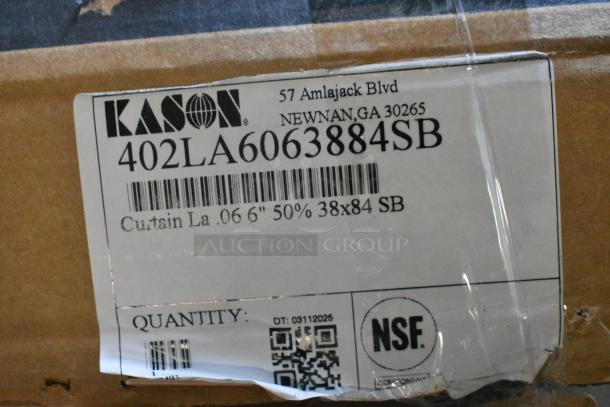 KASON®
57 Amlajack Blvd
NEWNAN, GA 30265
402LA6063884SB
Curtain La .06 6" 50% 38x84 SB
AUCTION GROUP
QUANTITY:
DT: 03112025
1
NSF®